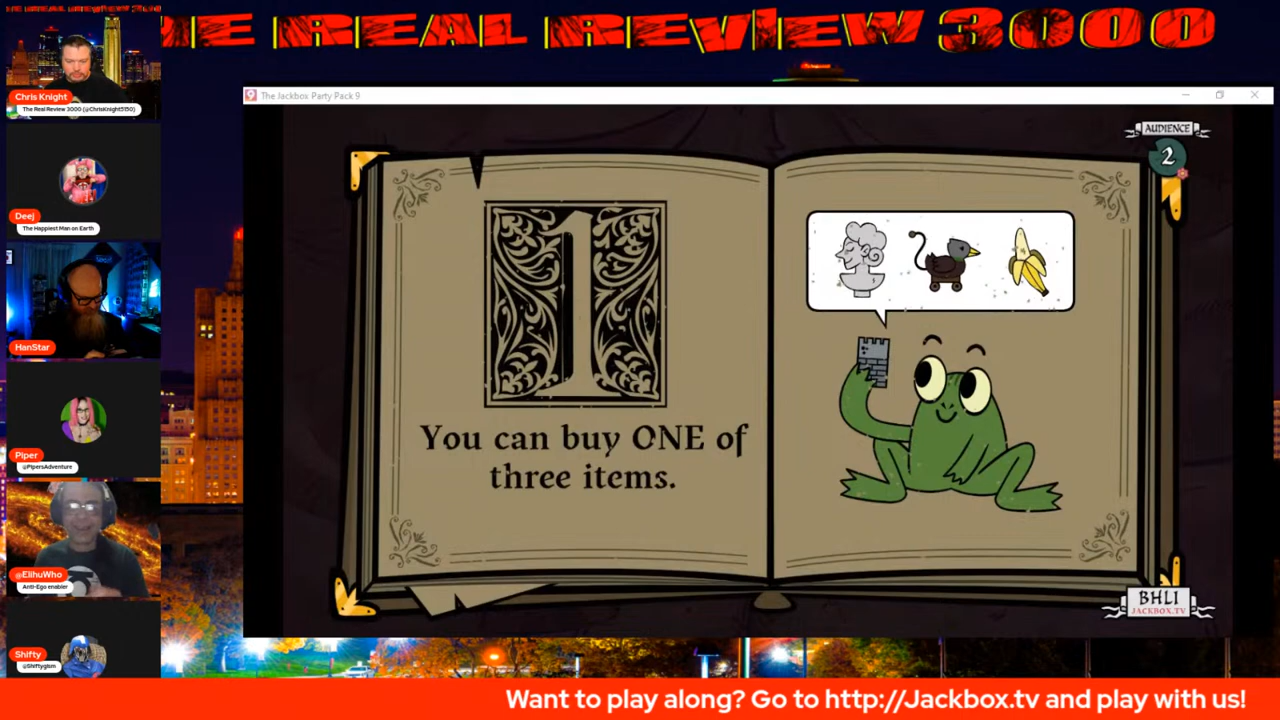 THE REAL REVIEW 3000
Chris Knight
The Real Review 3000 (@ChrisKnight5150)
Deej
The Happiest Man on Earth
HanStar
Piper
@PipersAdventure
@ElihuWho
Anti-Ego enabler
Shifty
@Shiftygism
The Jackbox Party Pack 9
AUDIENCE
2
1
You can buy ONE of
three items.
BHLI
JACKBOX.TV
Want to play along? Go to http://Jackbox.tv and play with us!